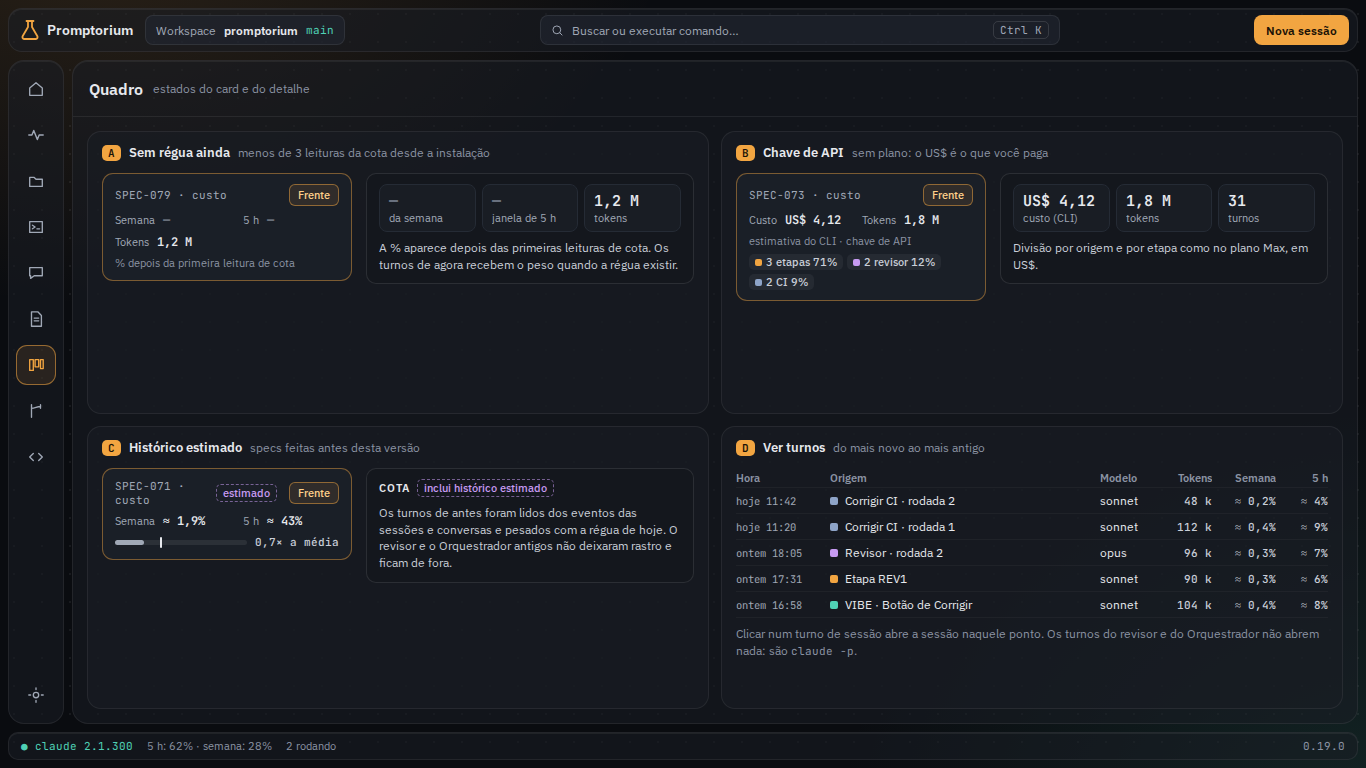 Promptorium
Workspace promptorium main
Buscar ou executar comando...
Ctrl K
Nova sessão
Quadro estados do card e do detalhe
A Sem régua ainda menos de 3 leituras da cota desde a instalação
SPEC-079 · custo
Frente
Semana — 5 h —
Tokens 1,2 M
% depois da primeira leitura de cota
—
da semana
—
janela de 5 h
1,2 M
tokens
A % aparece depois das primeiras leituras de cota. Os
turnos de agora recebem o peso quando a régua existir.
B Chave de API sem plano: o US$ é o que você paga
SPEC-073 · custo
Frente
Custo US$ 4,12 Tokens 1,8 M
estimativa do CLI · chave de API
3 etapas 71% 2 revisor 12%
2 CI 9%
US$ 4,12
custo (CLI)
1,8 M
tokens
31
turnos
Divisão por origem e por etapa como no plano Max, em
US$.
C Histórico estimado specs feitas antes desta versão
SPEC-071 ·
custo
estimado
Frente
Semana ≈ 1,9% 5 h ≈ 43%
0,7× a média
COTA inclui histórico estimado
Os turnos de antes foram lidos dos eventos das
sessões e conversas e pesados com a régua de hoje. O
revisor e o Orquestrador antigos não deixaram rastro e
ficam de fora.
D Ver turnos do mais novo ao mais antigo
Hora Origem Modelo Tokens Semana 5 h
hoje 11:42 Corrigir CI · rodada 2 sonnet 48 k ≈ 0,2% ≈ 4%
hoje 11:20 Corrigir CI · rodada 1 sonnet 112 k ≈ 0,4% ≈ 9%
ontem 18:05 Revisor · rodada 2 opus 96 k ≈ 0,3% ≈ 7%
ontem 17:31 Etapa REV1 sonnet 90 k ≈ 0,3% ≈ 6%
ontem 16:58 VIBE · Botão de Corrigir sonnet 104 k ≈ 0,4% ≈ 8%
Clicar num turno de sessão abre a sessão naquele ponto. Os turnos do revisor e do Orquestrador não abrem
nada: são claude -p.
claude 2.1.300 5 h: 62% · semana: 28% 2 rodando
0.19.0